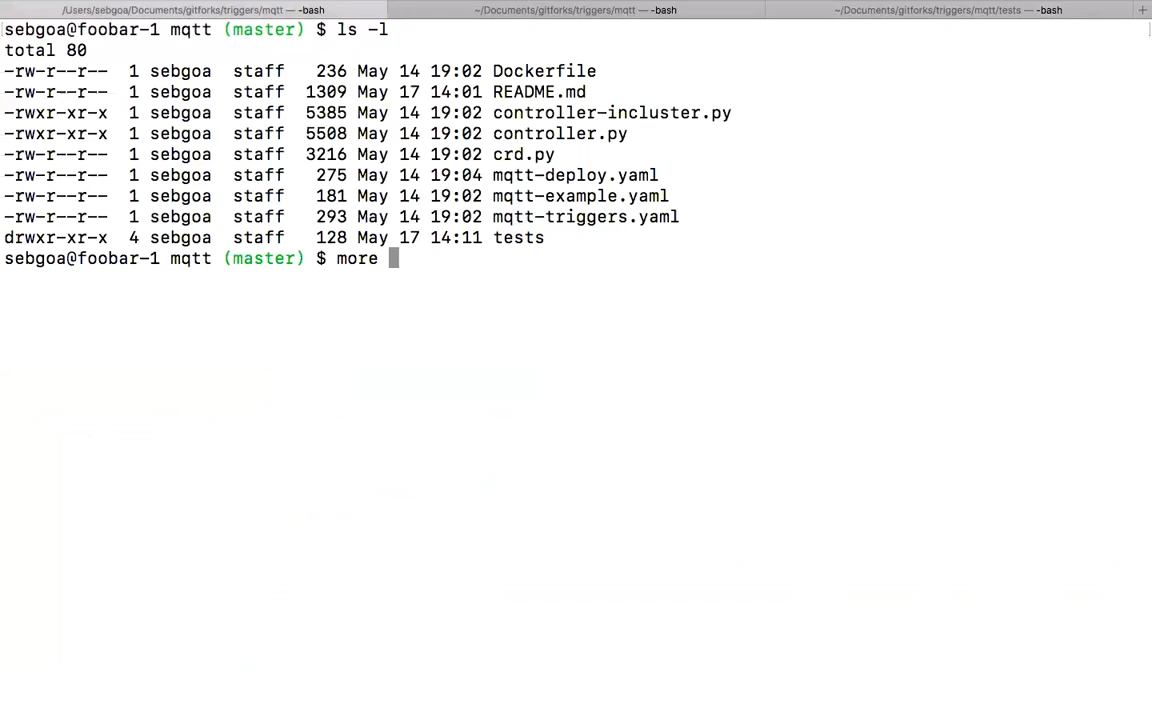 /Users/sebgoa/Documents/gitforks/triggers/mqtt — -bash
~/Documents/gitforks/triggers/mqtt — -bash
~/Documents/gitforks/triggers/mqtt/tests — -bash
+
sebgoa@foobar-1 mqtt (master) $ ls -l
total 80
-rw-r--r--  1 sebgoa  staff   236 May 14 19:02 Dockerfile
-rw-r--r--  1 sebgoa  staff  1309 May 17 14:01 README.md
-rwxr-xr-x  1 sebgoa  staff  5385 May 14 19:02 controller-incluster.py
-rwxr-xr-x  1 sebgoa  staff  5508 May 14 19:02 controller.py
-rw-r--r--  1 sebgoa  staff  3216 May 14 19:02 crd.py
-rw-r--r--  1 sebgoa  staff   275 May 14 19:04 mqtt-deploy.yaml
-rw-r--r--  1 sebgoa  staff   181 May 14 19:02 mqtt-example.yaml
-rw-r--r--  1 sebgoa  staff   293 May 14 19:02 mqtt-triggers.yaml
drwxr-xr-x  4 sebgoa  staff   128 May 17 14:11 tests
sebgoa@foobar-1 mqtt (master) $ more